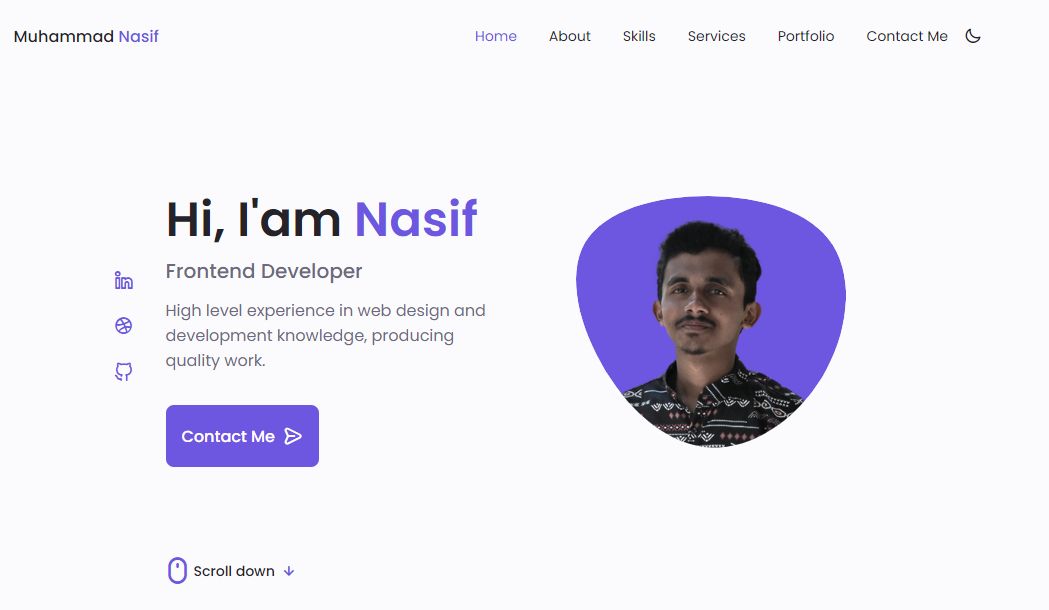 Muhammad Nasif
Home About Skills Services Portfolio Contact Me
Hi, I'am Nasif
Frontend Developer
High level experience in web design and
development knowledge, producing
quality work.
Contact Me
Scroll down